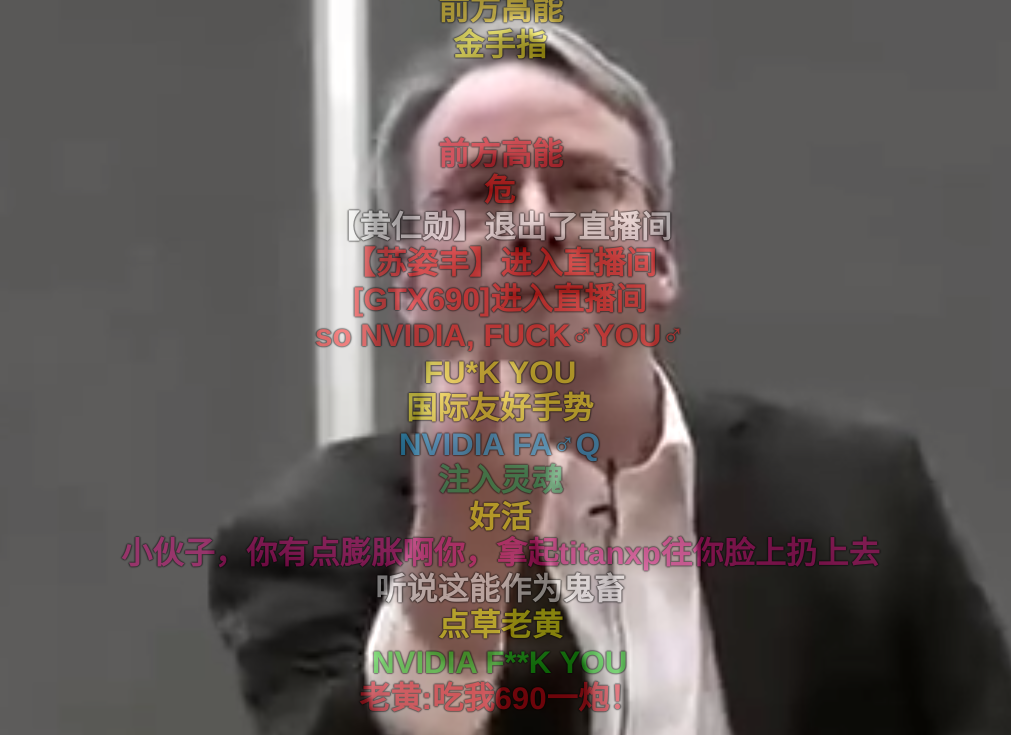 前方高能
金手指
前方高能
危
【黄仁勋】退出了直播间
【苏姿丰】进入直播间
[GTX690]进入直播间
so NVIDIA, FUCK♂YOU♂
FU*K YOU
国际友好手势
NVIDIA FA♂Q
注入灵魂
好活
小伙子，你有点膨胀啊你，拿起titanxp往你脸上扔上去
听说这能作为鬼畜
点草老黄
NVIDIA F**K YOU
老黄:吃我690一炮！